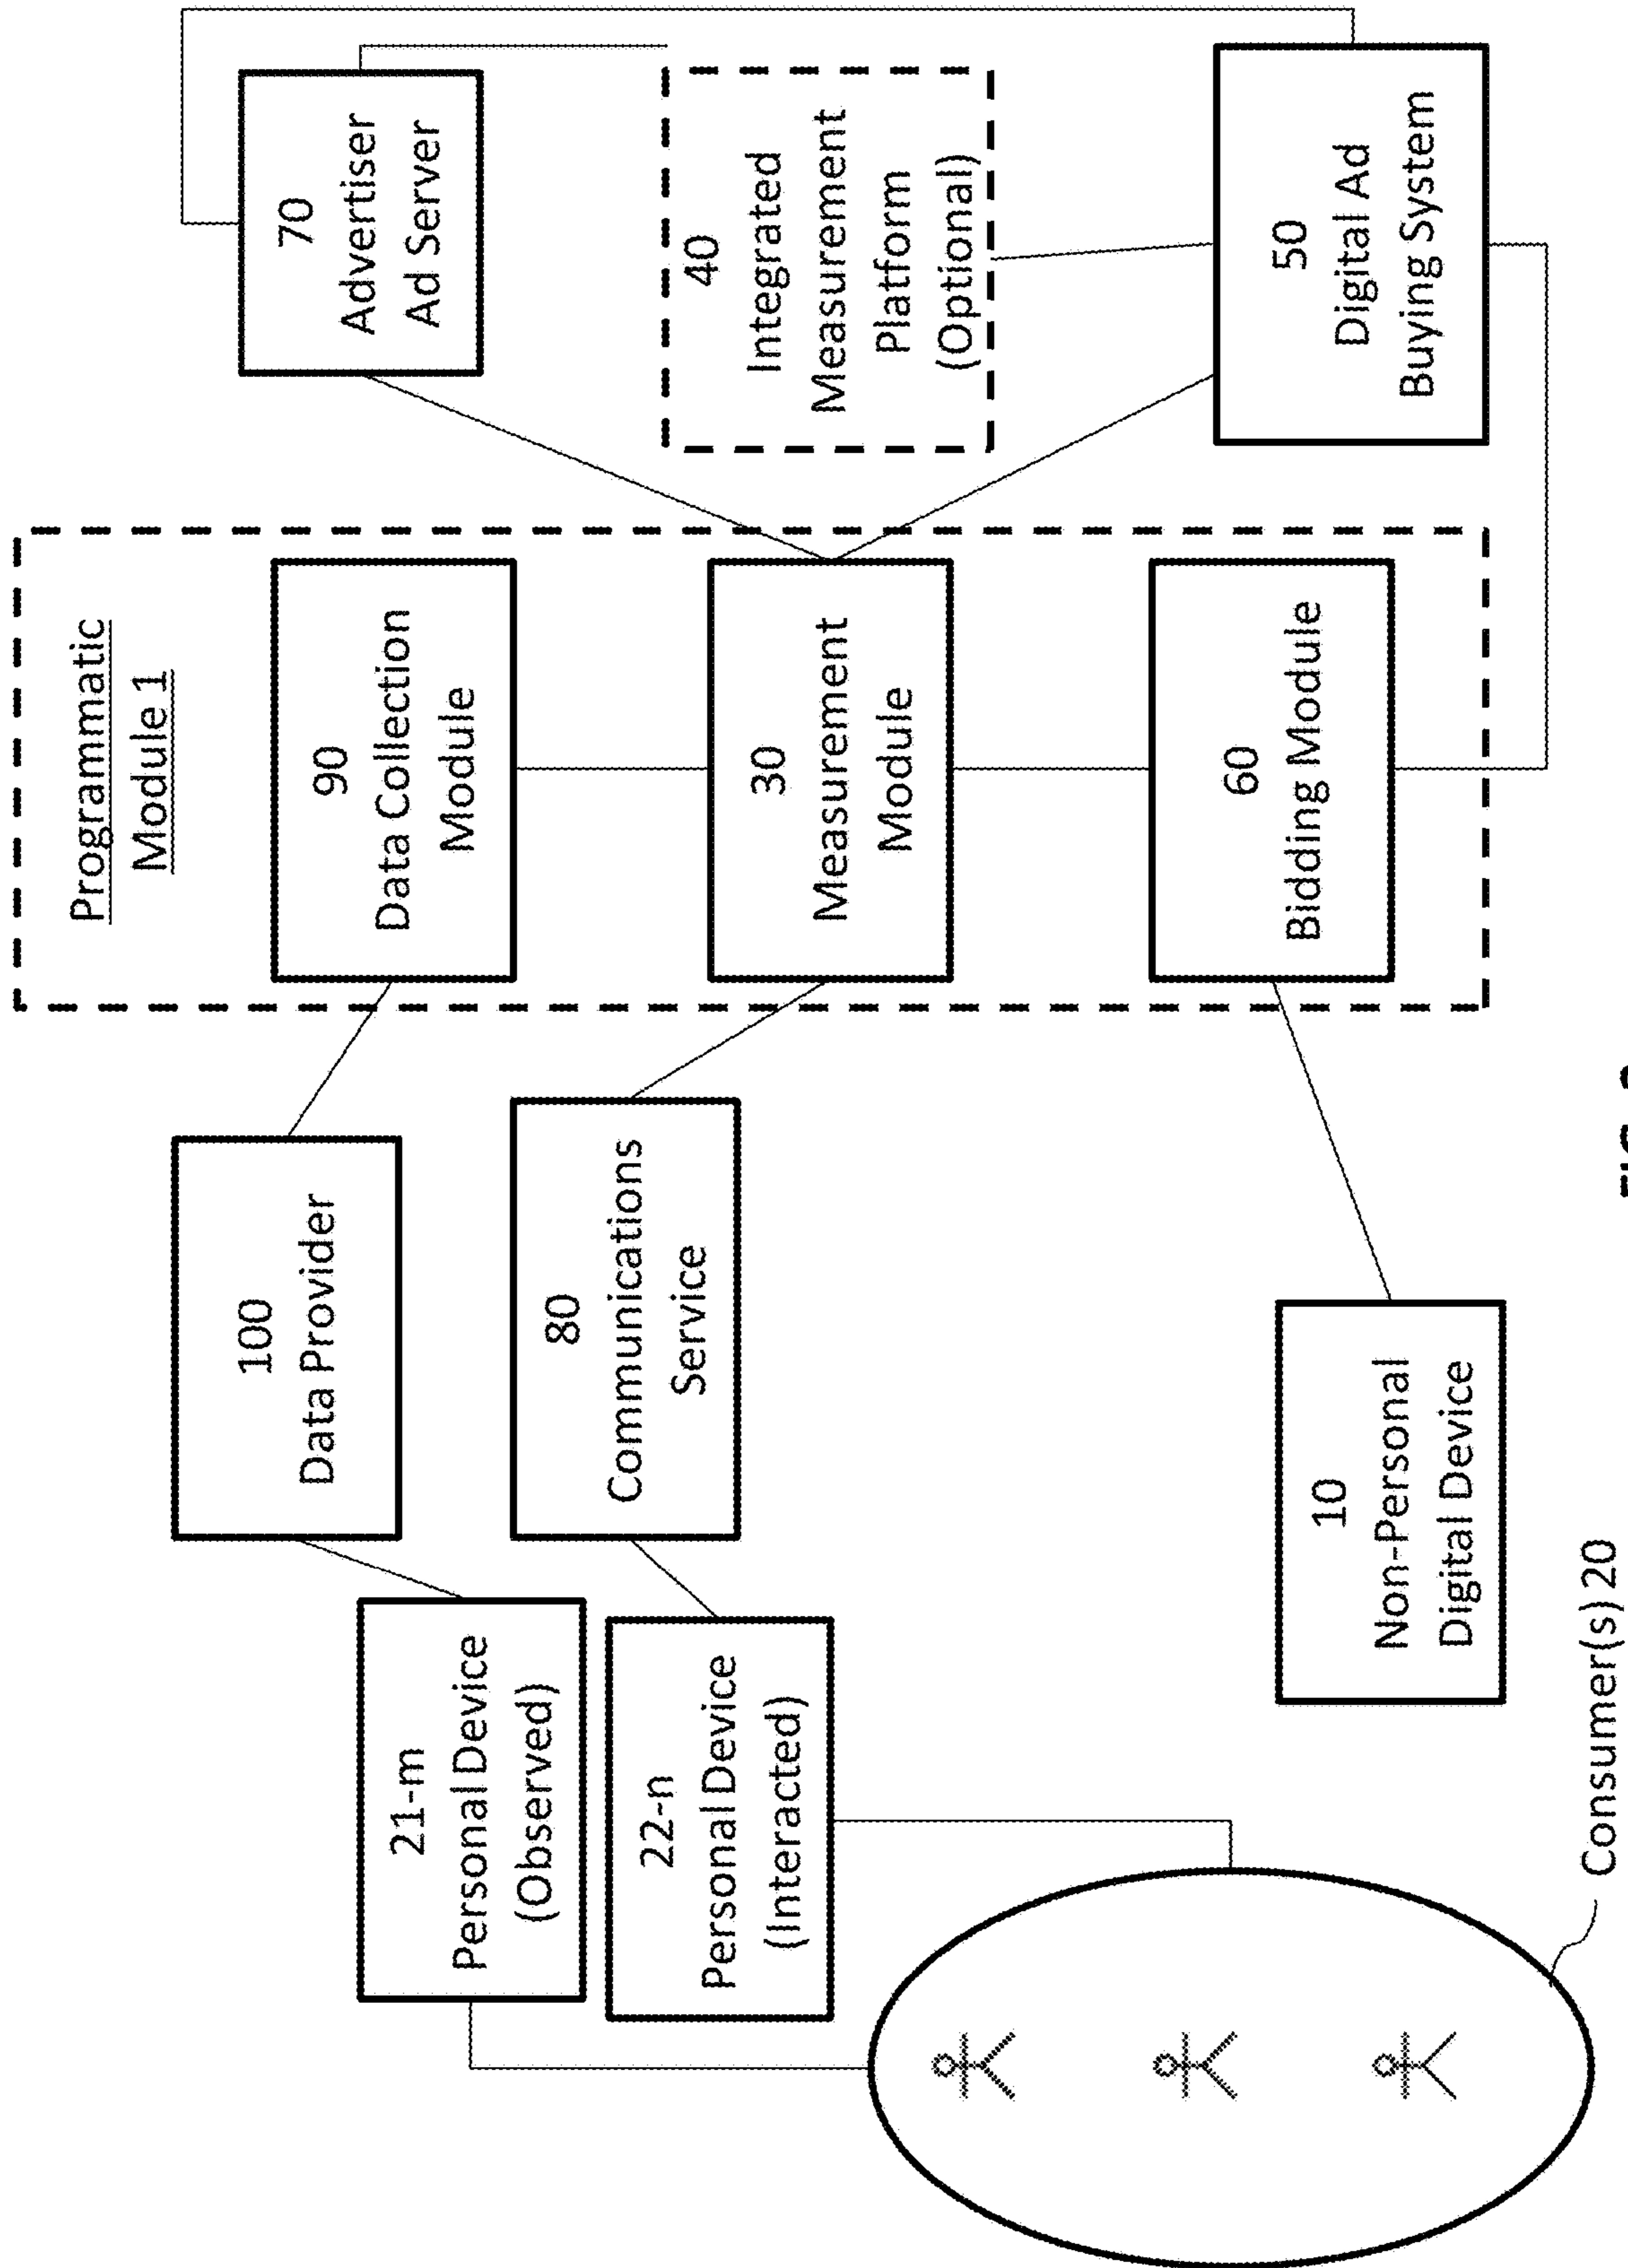 Programmatic
Module 1
100
Data Provider
90
Data Collection
Module
70
Advertiser
Ad Server
21-m
Personal Device
(Observed)
80
Communications
Service
22-n
Personal Device
(Interacted)
30
Measurement
Module
40
Integrated
Measurement
Platform
(Optional)
10
Non-Personal
Digital Device
60
Bidding Module
50
Digital Ad
Buying System
Consumer(s) 20